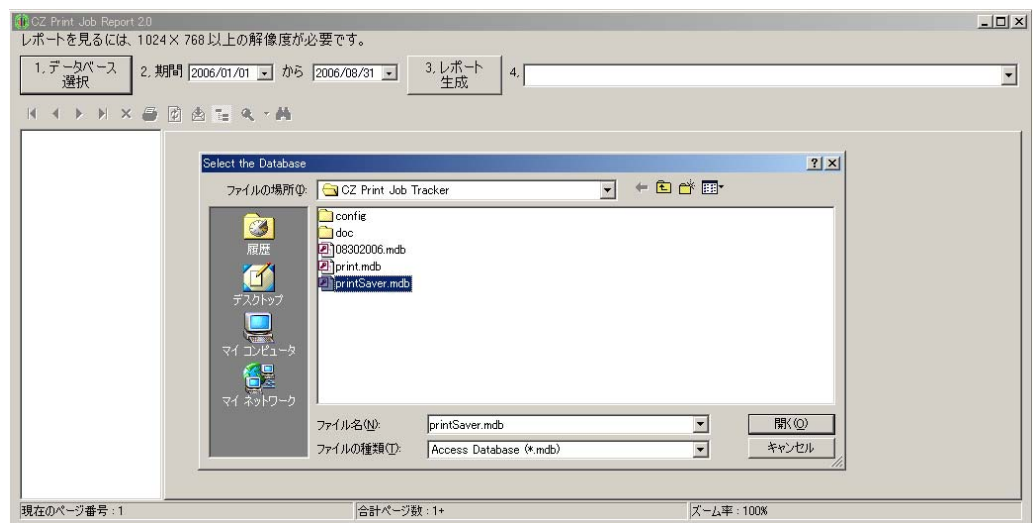 CZ Print Job Report 2.0
レポートを見るには、1024×768以上の解像度が必要です。
1.データベース選択 2.期間 2006/01/01 から 2006/08/31 3.レポート生成 4.
Select the Database
ファイルの場所(I): CZ Print Job Tracker
config
doc
08302006.mdb
print.mdb
printSaver.mdb
履歴
デスクトップ
マイ コンピュータ
マイ ネットワーク
ファイル名(N): printSaver.mdb 開く(O)
ファイルの種類(T): Access Database (*.mdb) キャンセル
現在のページ番号:1 合計ページ数:1+ ズーム率:100%